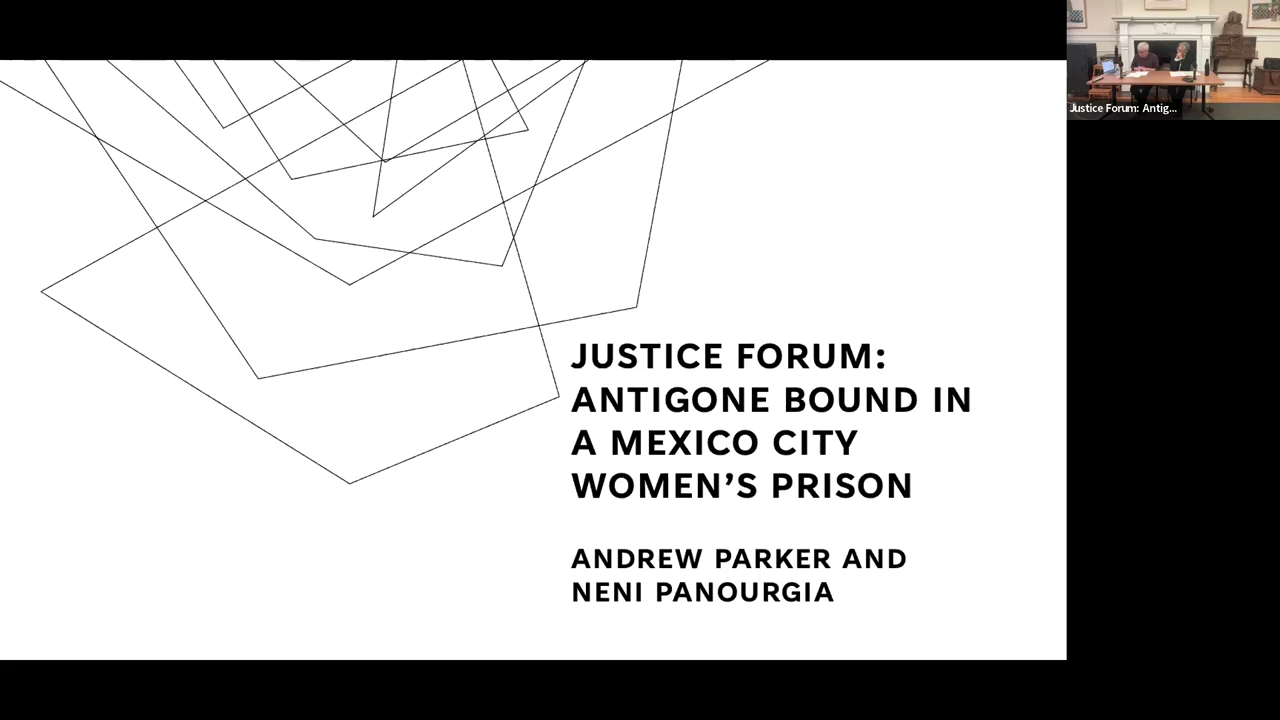 Justice Forum: Antig...
JUSTICE FORUM:
ANTIGONE BOUND IN
A MEXICO CITY
WOMEN'S PRISON
ANDREW PARKER AND
NENI PANOURGIA